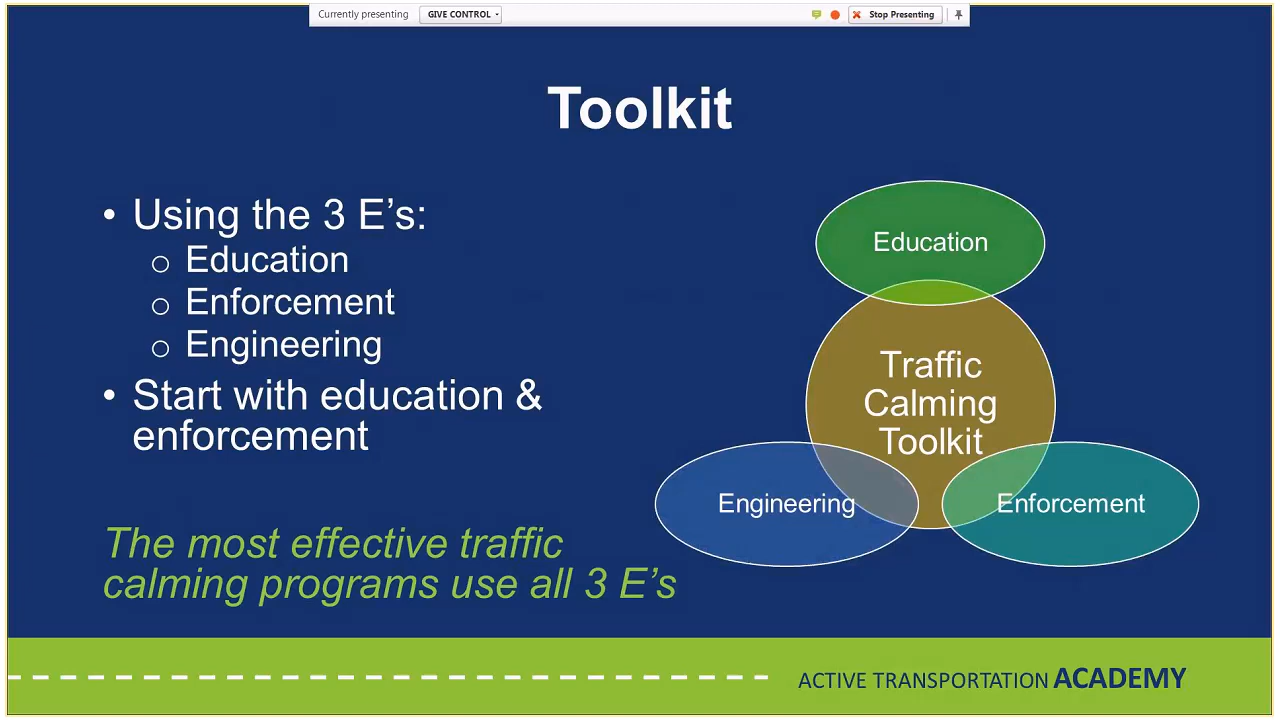 Currently presenting GIVE CONTROL Stop Presenting
Toolkit
• Using the 3 E’s:
o Education
o Enforcement
o Engineering
• Start with education &
enforcement
The most effective traffic
calming programs use all 3 E’s
Education
Traffic
Calming
Toolkit
Engineering
Enforcement
ACTIVE TRANSPORTATION ACADEMY